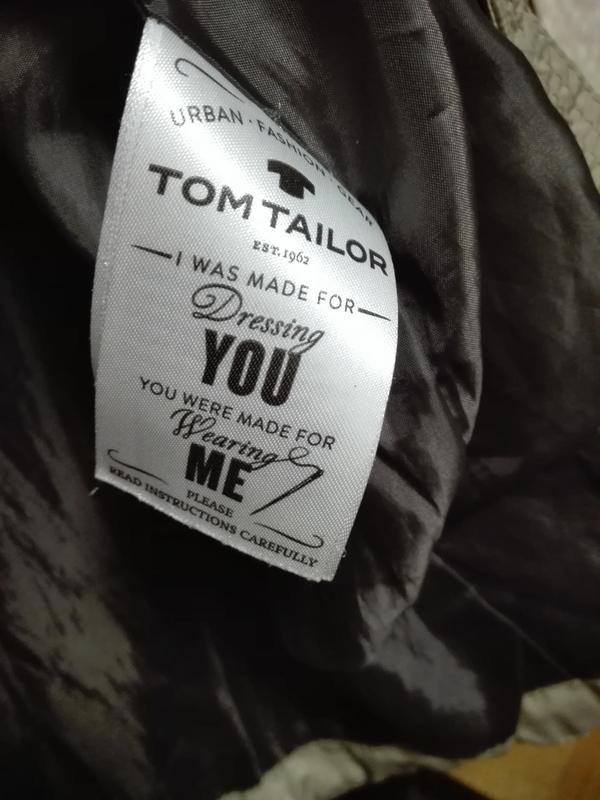 URBAN · FASHION · GEAR
TOM TAILOR
EST.1962
I WAS MADE FOR
Dressing
YOU
YOU WERE MADE FOR
Wearing
ME
PLEASE
READ INSTRUCTIONS CAREFULLY